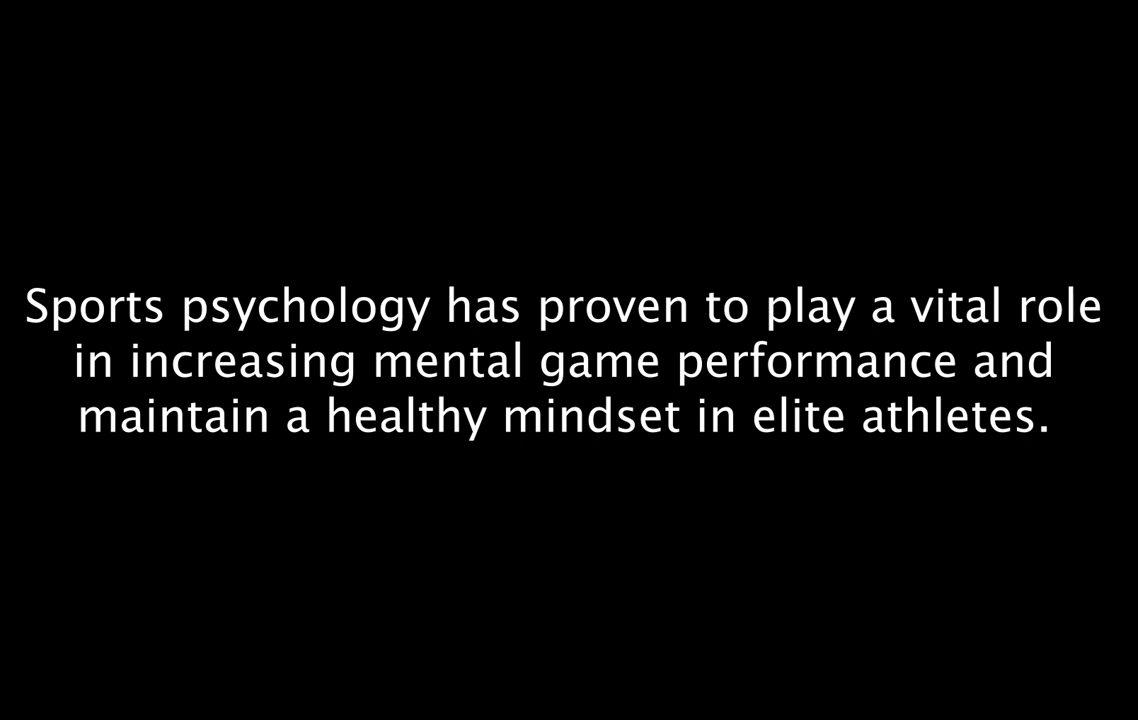 Sports psychology has proven to play a vital role
in increasing mental game performance and
maintain a healthy mindset in elite athletes.